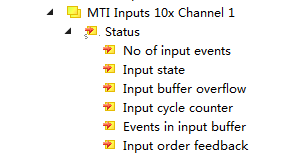 MTI Inputs 10x Channel 1
Status
No of input events
Input state
Input buffer overflow
Input cycle counter
Events in input buffer
Input order feedback